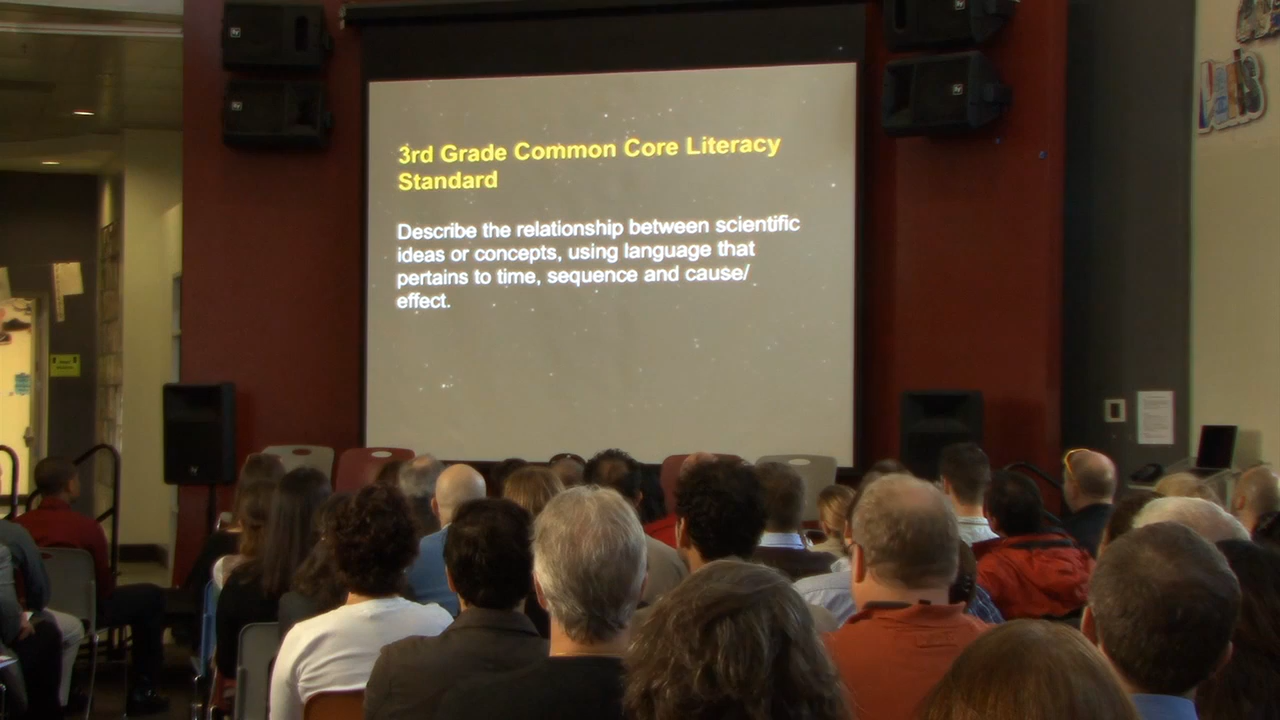 3rd Grade Common Core Literacy
Standard
Describe the relationship between scientific
ideas or concepts, using language that
pertains to time, sequence and cause/
effect.